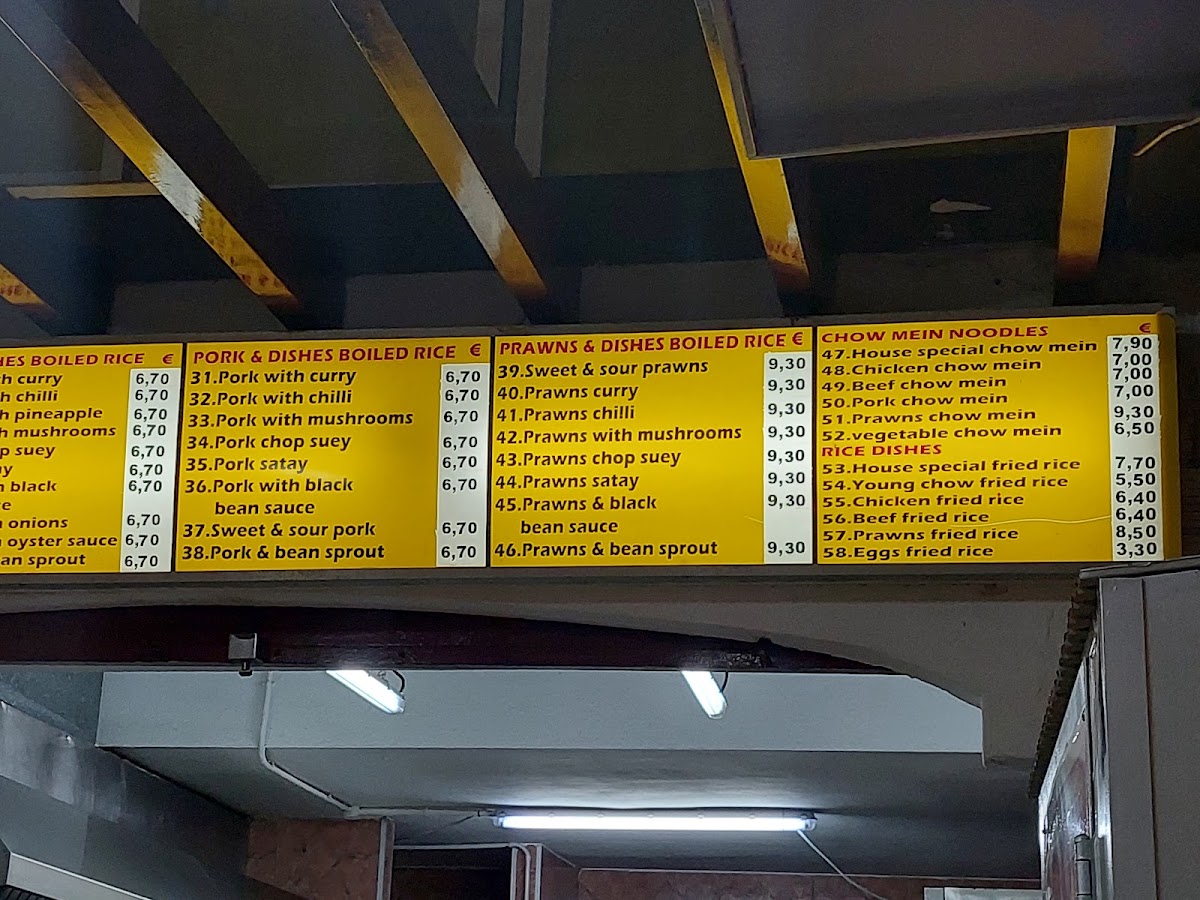 HES BOILED RICE €
th curry 6,70
h chilli 6,70
h pineapple 6,70
h mushrooms 6,70
p suey 6,70
ay 6,70
h black 6,70
e
n onions 6,70
n oyster sauce 6,70
an sprout 6,70
PORK & DISHES BOILED RICE €
31.Pork with curry 6,70
32.Pork with chilli 6,70
33.Pork with mushrooms 6,70
34.Pork chop suey 6,70
35.Pork satay 6,70
36.Pork with black 6,70
bean sauce
37.Sweet & sour pork 6,70
38.Pork & bean sprout 6,70
PRAWNS & DISHES BOILED RICE €
39.Sweet & sour prawns 9,30
40.Prawns curry 9,30
41.Prawns chilli 9,30
42.Prawns with mushrooms 9,30
43.Prawns chop suey 9,30
44.Prawns satay 9,30
45.Prawns & black 9,30
bean sauce
46.Prawns & bean sprout 9,30
CHOW MEIN NOODLES €
47.House special chow mein 7,90
48.Chicken chow mein 7,00
49.Beef chow mein 7,00
50.Pork chow mein 7,00
51.Prawns chow mein 9,30
52.vegetable chow mein 6,50
RICE DISHES
53.House special fried rice 7,70
54.Young chow fried rice 5,50
55.Chicken fried rice 6,40
56.Beef fried rice 6,40
57.Prawns fried rice 8,50
58.Eggs fried rice 3,30